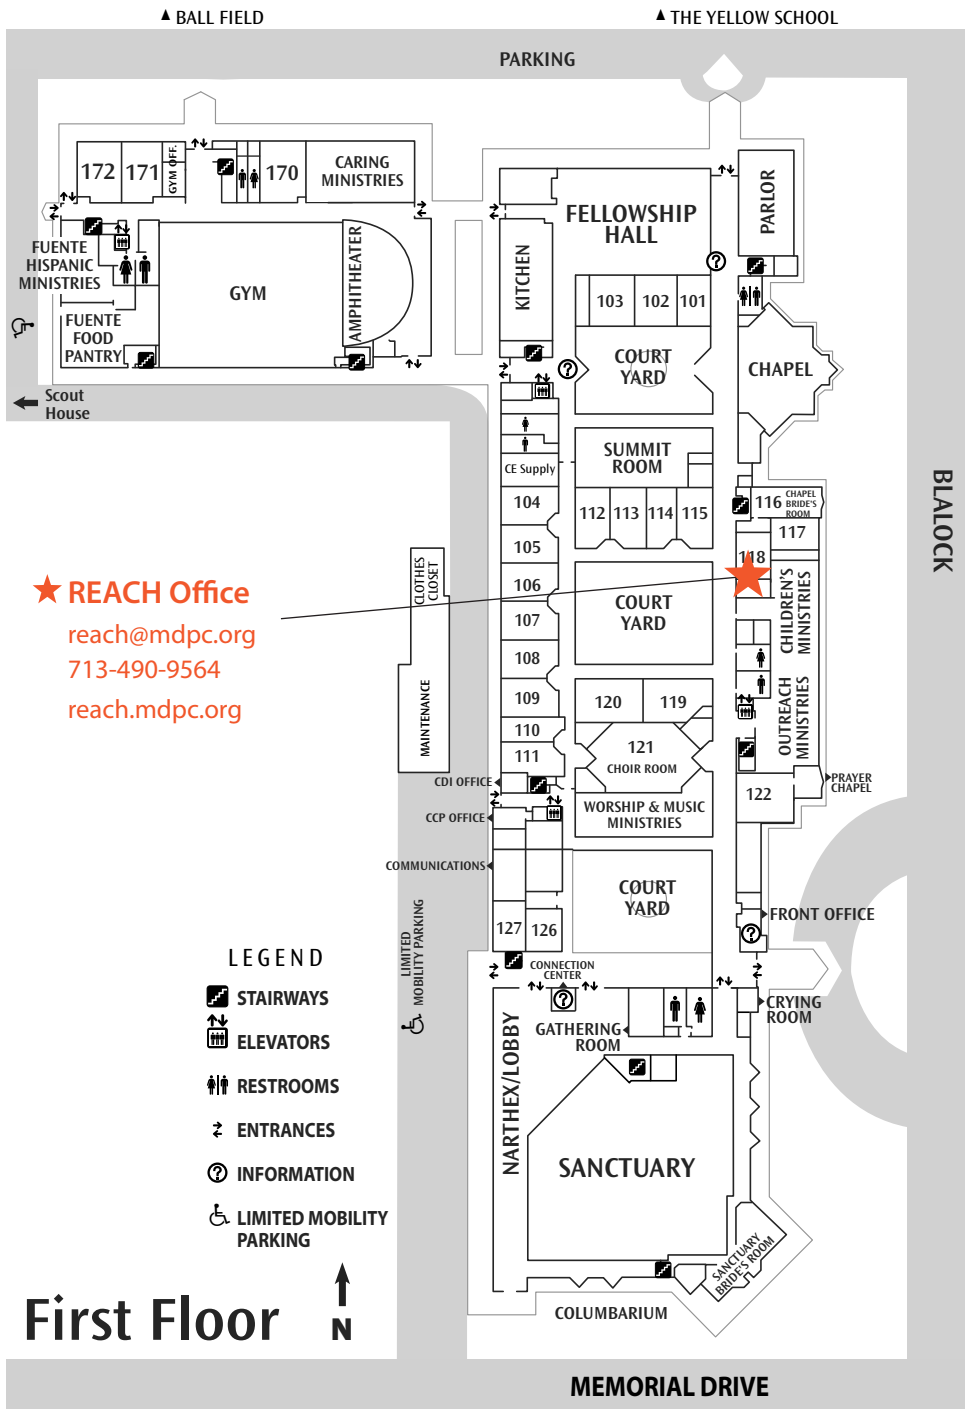 BALL FIELD
THE YELLOW SCHOOL
PARKING
172
171
GYM OFF.
170
CARING
MINISTRIES
FUENTE
HISPANIC
MINISTRIES
GYM
AMPHITHEATER
FUENTE
FOOD
PANTRY
Scout
House
FELLOWSHIP
HALL
PARLOR
KITCHEN
103
102
101
COURT
YARD
CHAPEL
SUMMIT
ROOM
CE Supply
104
112
113
114
115
116
CHAPEL
BRIDE'S
ROOM
117
118
105
106
107
108
109
110
111
COURT
YARD
CHILDREN'S
MINISTRIES
OUTREACH
MINISTRIES
BLALOCK
CLOTHES
CLOSET
MAINTENANCE
REACH Office
reach@mdpc.org
713-490-9564
reach.mdpc.org
120
119
121
CHOIR ROOM
WORSHIP & MUSIC
MINISTRIES
122
PRAYER
CHAPEL
CDI OFFICE
CCP OFFICE
COMMUNICATIONS
COURT
YARD
127
126
FRONT OFFICE
LIMITED
MOBILITY PARKING
CONNECTION
CENTER
GATHERING
ROOM
CRYING
ROOM
NARTHEX/LOBBY
SANCTUARY
SANCTUARY
BRIDE'S ROOM
COLUMBARIUM
LEGEND
STAIRWAYS
ELEVATORS
RESTROOMS
ENTRANCES
INFORMATION
LIMITED MOBILITY
PARKING
First Floor
N
MEMORIAL DRIVE